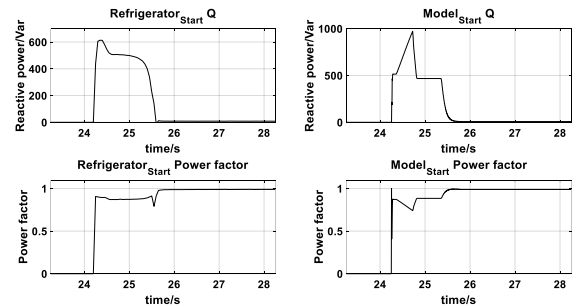 Refrigerator_Start Q
Reactive power/Var
600
400
200
0
24 25 26 27 28
time/s
Model_Start Q
Reactive power/Var
1000
500
0
24 25 26 27 28
time/s
Refrigerator_Start Power factor
Power factor
1
0.5
0
24 25 26 27 28
time/s
Model_Start Power factor
Power factor
1
0.5
0
24 25 26 27 28
time/s